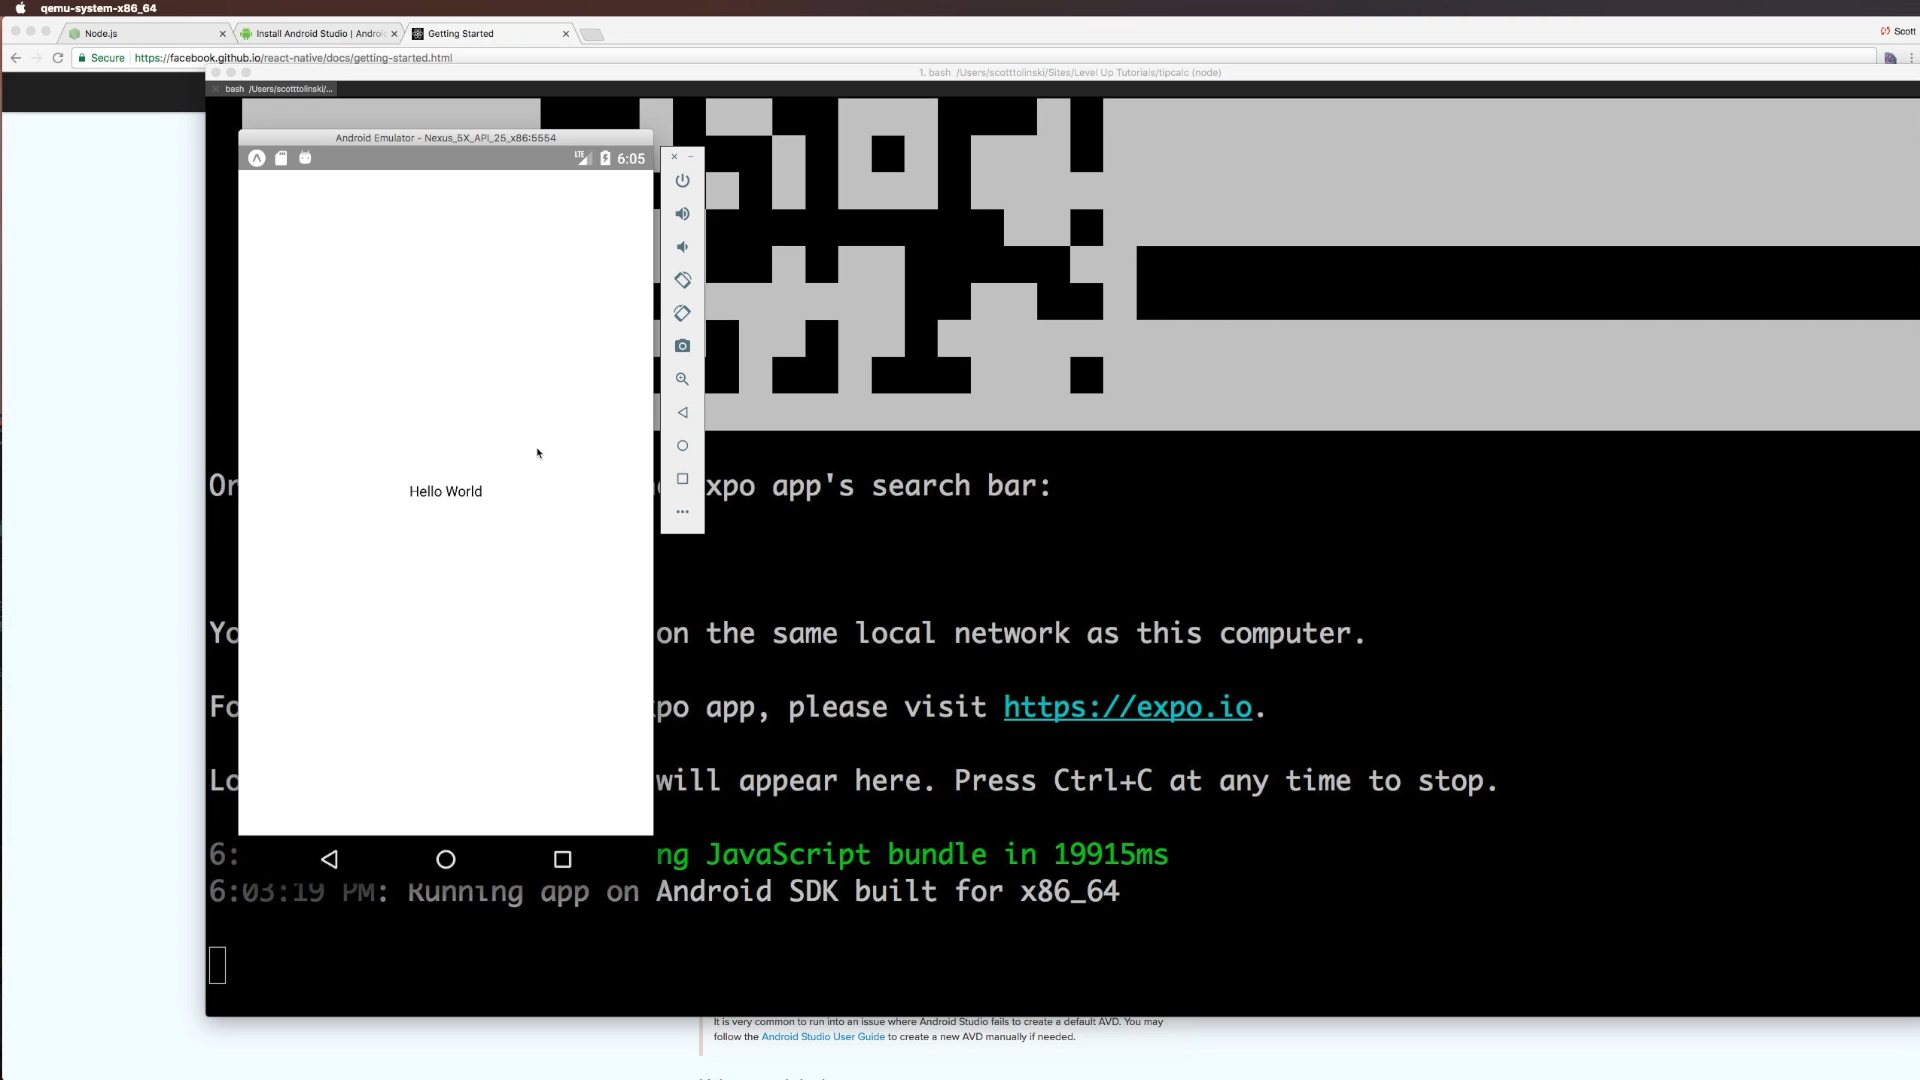 qemu-system-x86_64
Node.js
Install Android Studio | Androi
Getting Started
Scott
Secure
https://facebook.github.io/react-native/docs/getting-started.html
1. bash /Users/scotttolinski/Sites/Level Up Tutorials/tipcalc (node)
bash /Users/scotttolinski/...
Android Emulator - Nexus_5X_API_25_x86:5554
LTE
6:05
Or
xpo app's search bar:
Hello World
Yo
on the same local network as this computer.
Fo
xpo app, please visit https://expo.io.
Lo
will appear here. Press Ctrl+C at any time to stop.
6:
ng JavaScript bundle in 19915ms
6:03:19 PM: Running app on Android SDK built for x86_64
It is very common to run into an issue where Android Studio fails to create a default AVD. You may
follow the Android Studio User Guide to create a new AVD manually if needed.